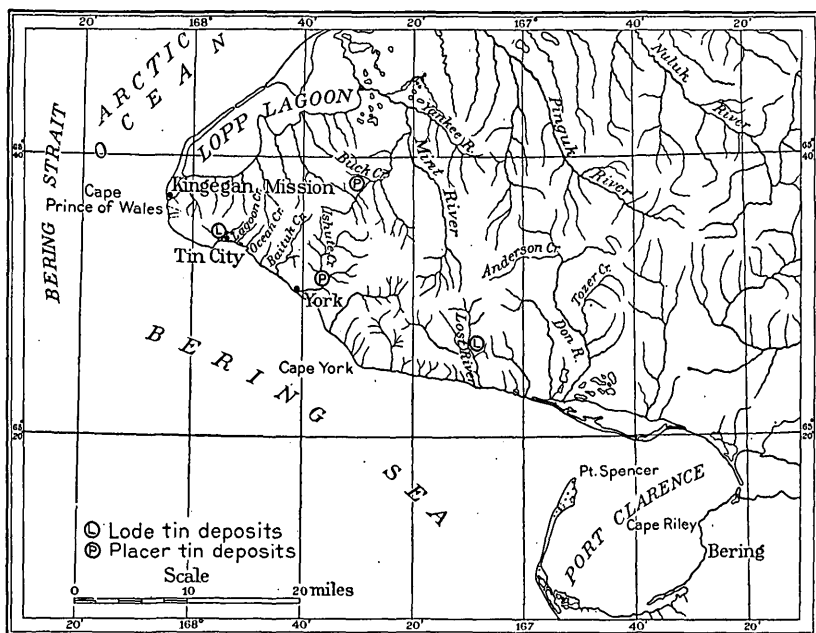 20' 168° 40' 20' 167° 40' 20'
ARCTIC
OCEAN
BERING STRAIT
LOPP LAGOON
65
40
65
40
Nuluk
River
Pinguk
River
Yankee R.
Mint
River
Buck Cr.
Ⓟ
Kingegan Mission
Cape
Prince of Wales
Ⓛ
Lagoon Cr.
Ocean Cr.
Baituk Cr.
Ishute Cr.
Tin City
Ⓟ
York
Anderson Cr.
Tozer Cr.
Don R.
Lost River
Ⓛ
Cape York
BERING
SEA
65
20'
65
20'
Pt. Spencer
PORT CLARENCE
Cape Riley
Bering
Ⓛ Lode tin deposits
Ⓟ Placer tin deposits
Scale
0 10 20 miles
20' 168° 40' 20' 167° 40' 20'